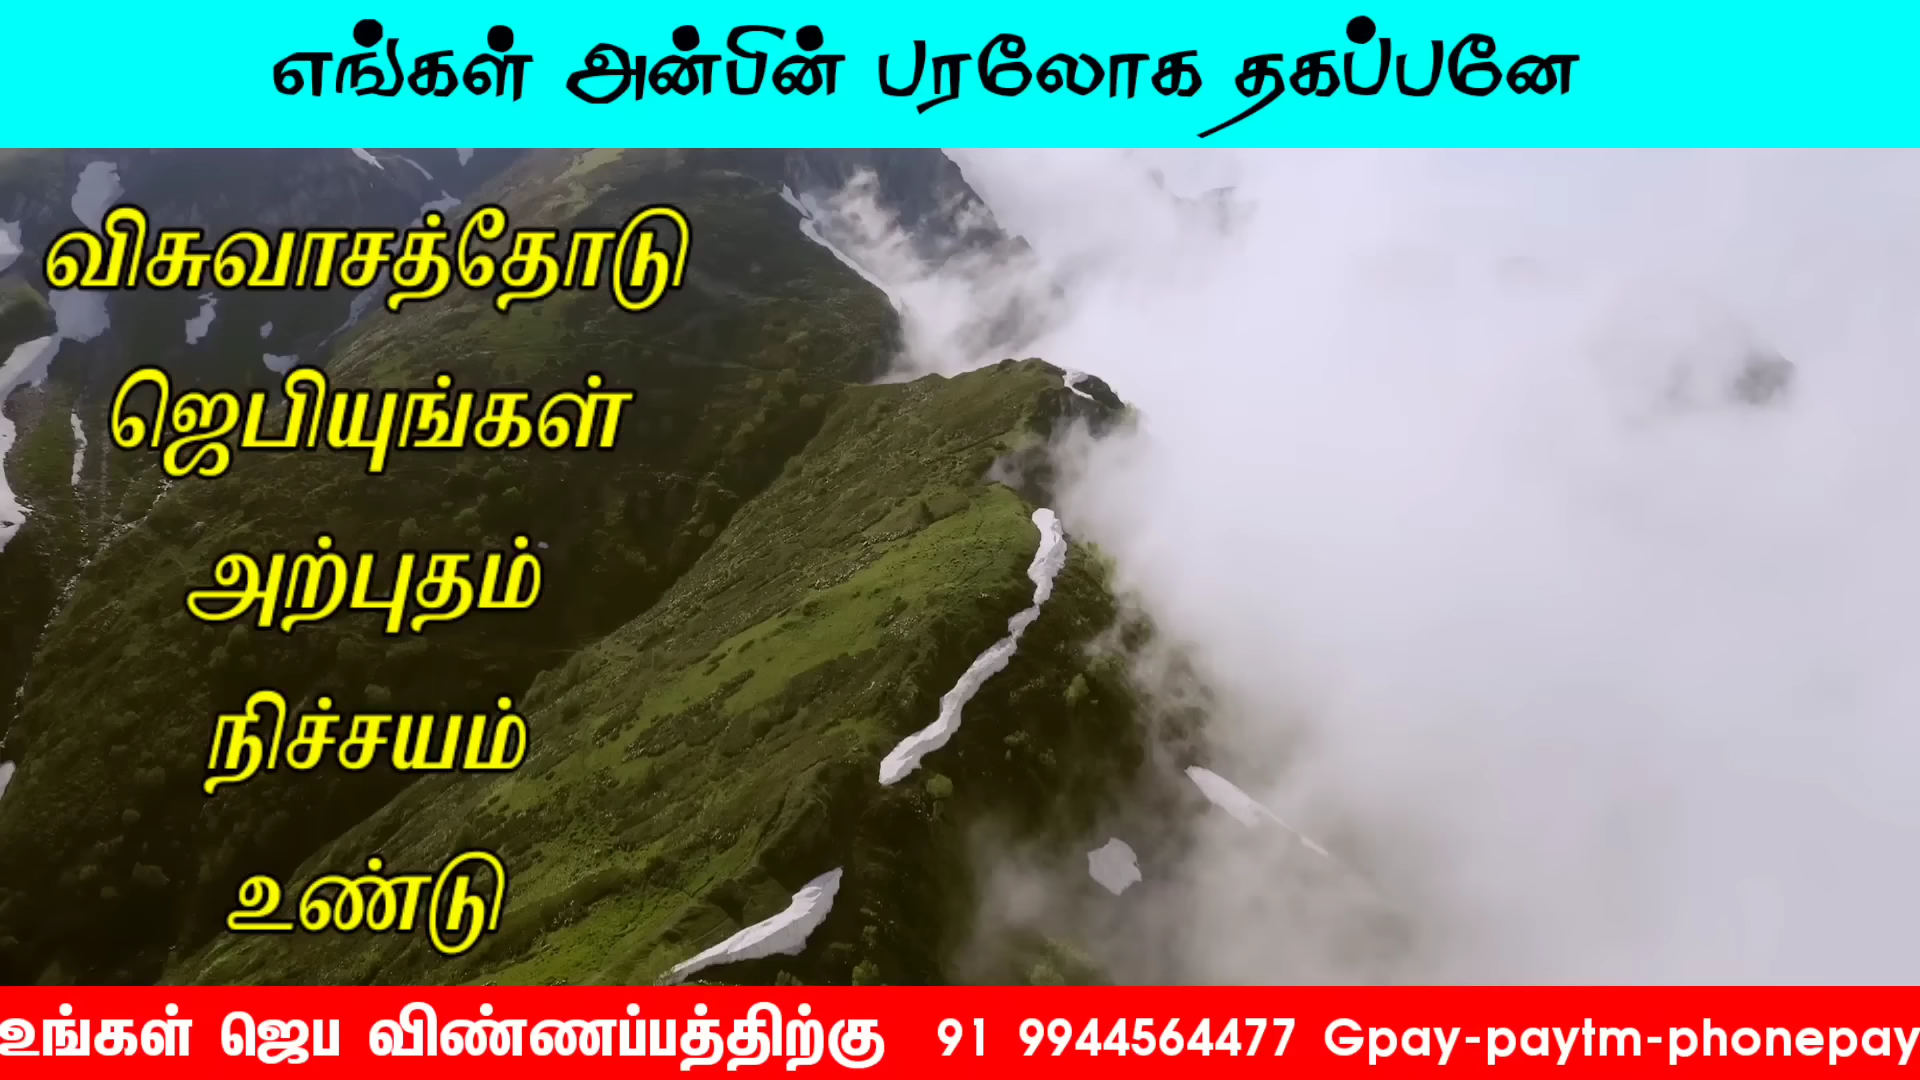 எங்கள் அன்பின் பரலோக தகப்பனே
விசுவாசத்தோடு
ஜெபியுங்கள்
அற்புதம்
நிச்சயம்
உண்டு
உங்கள் ஜெப விண்ணப்பத்திற்கு 91 9944564477 Gpay-paytm-phonepay